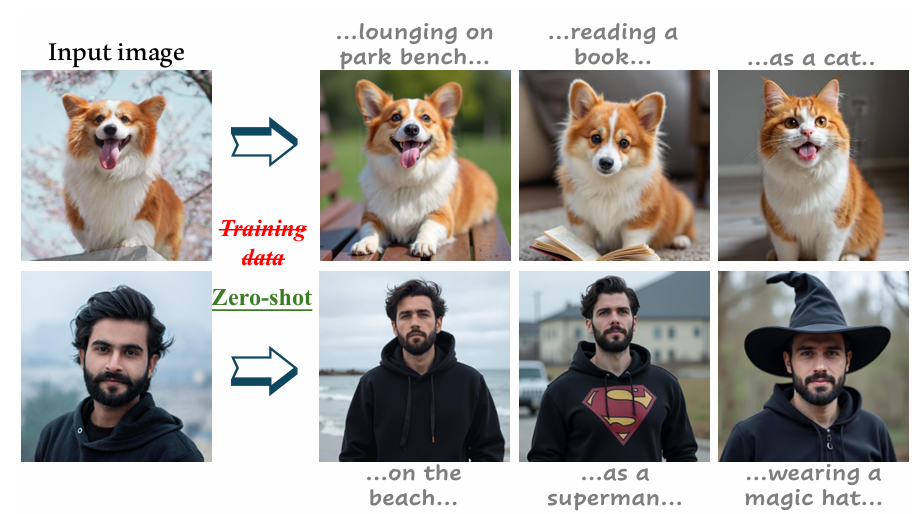 Input image
...lounging on
park bench...
...reading a
book...
...as a cat..
Training
data
Zero-shot
...on the
beach...
...as a
superman...
...wearing a
magic hat...